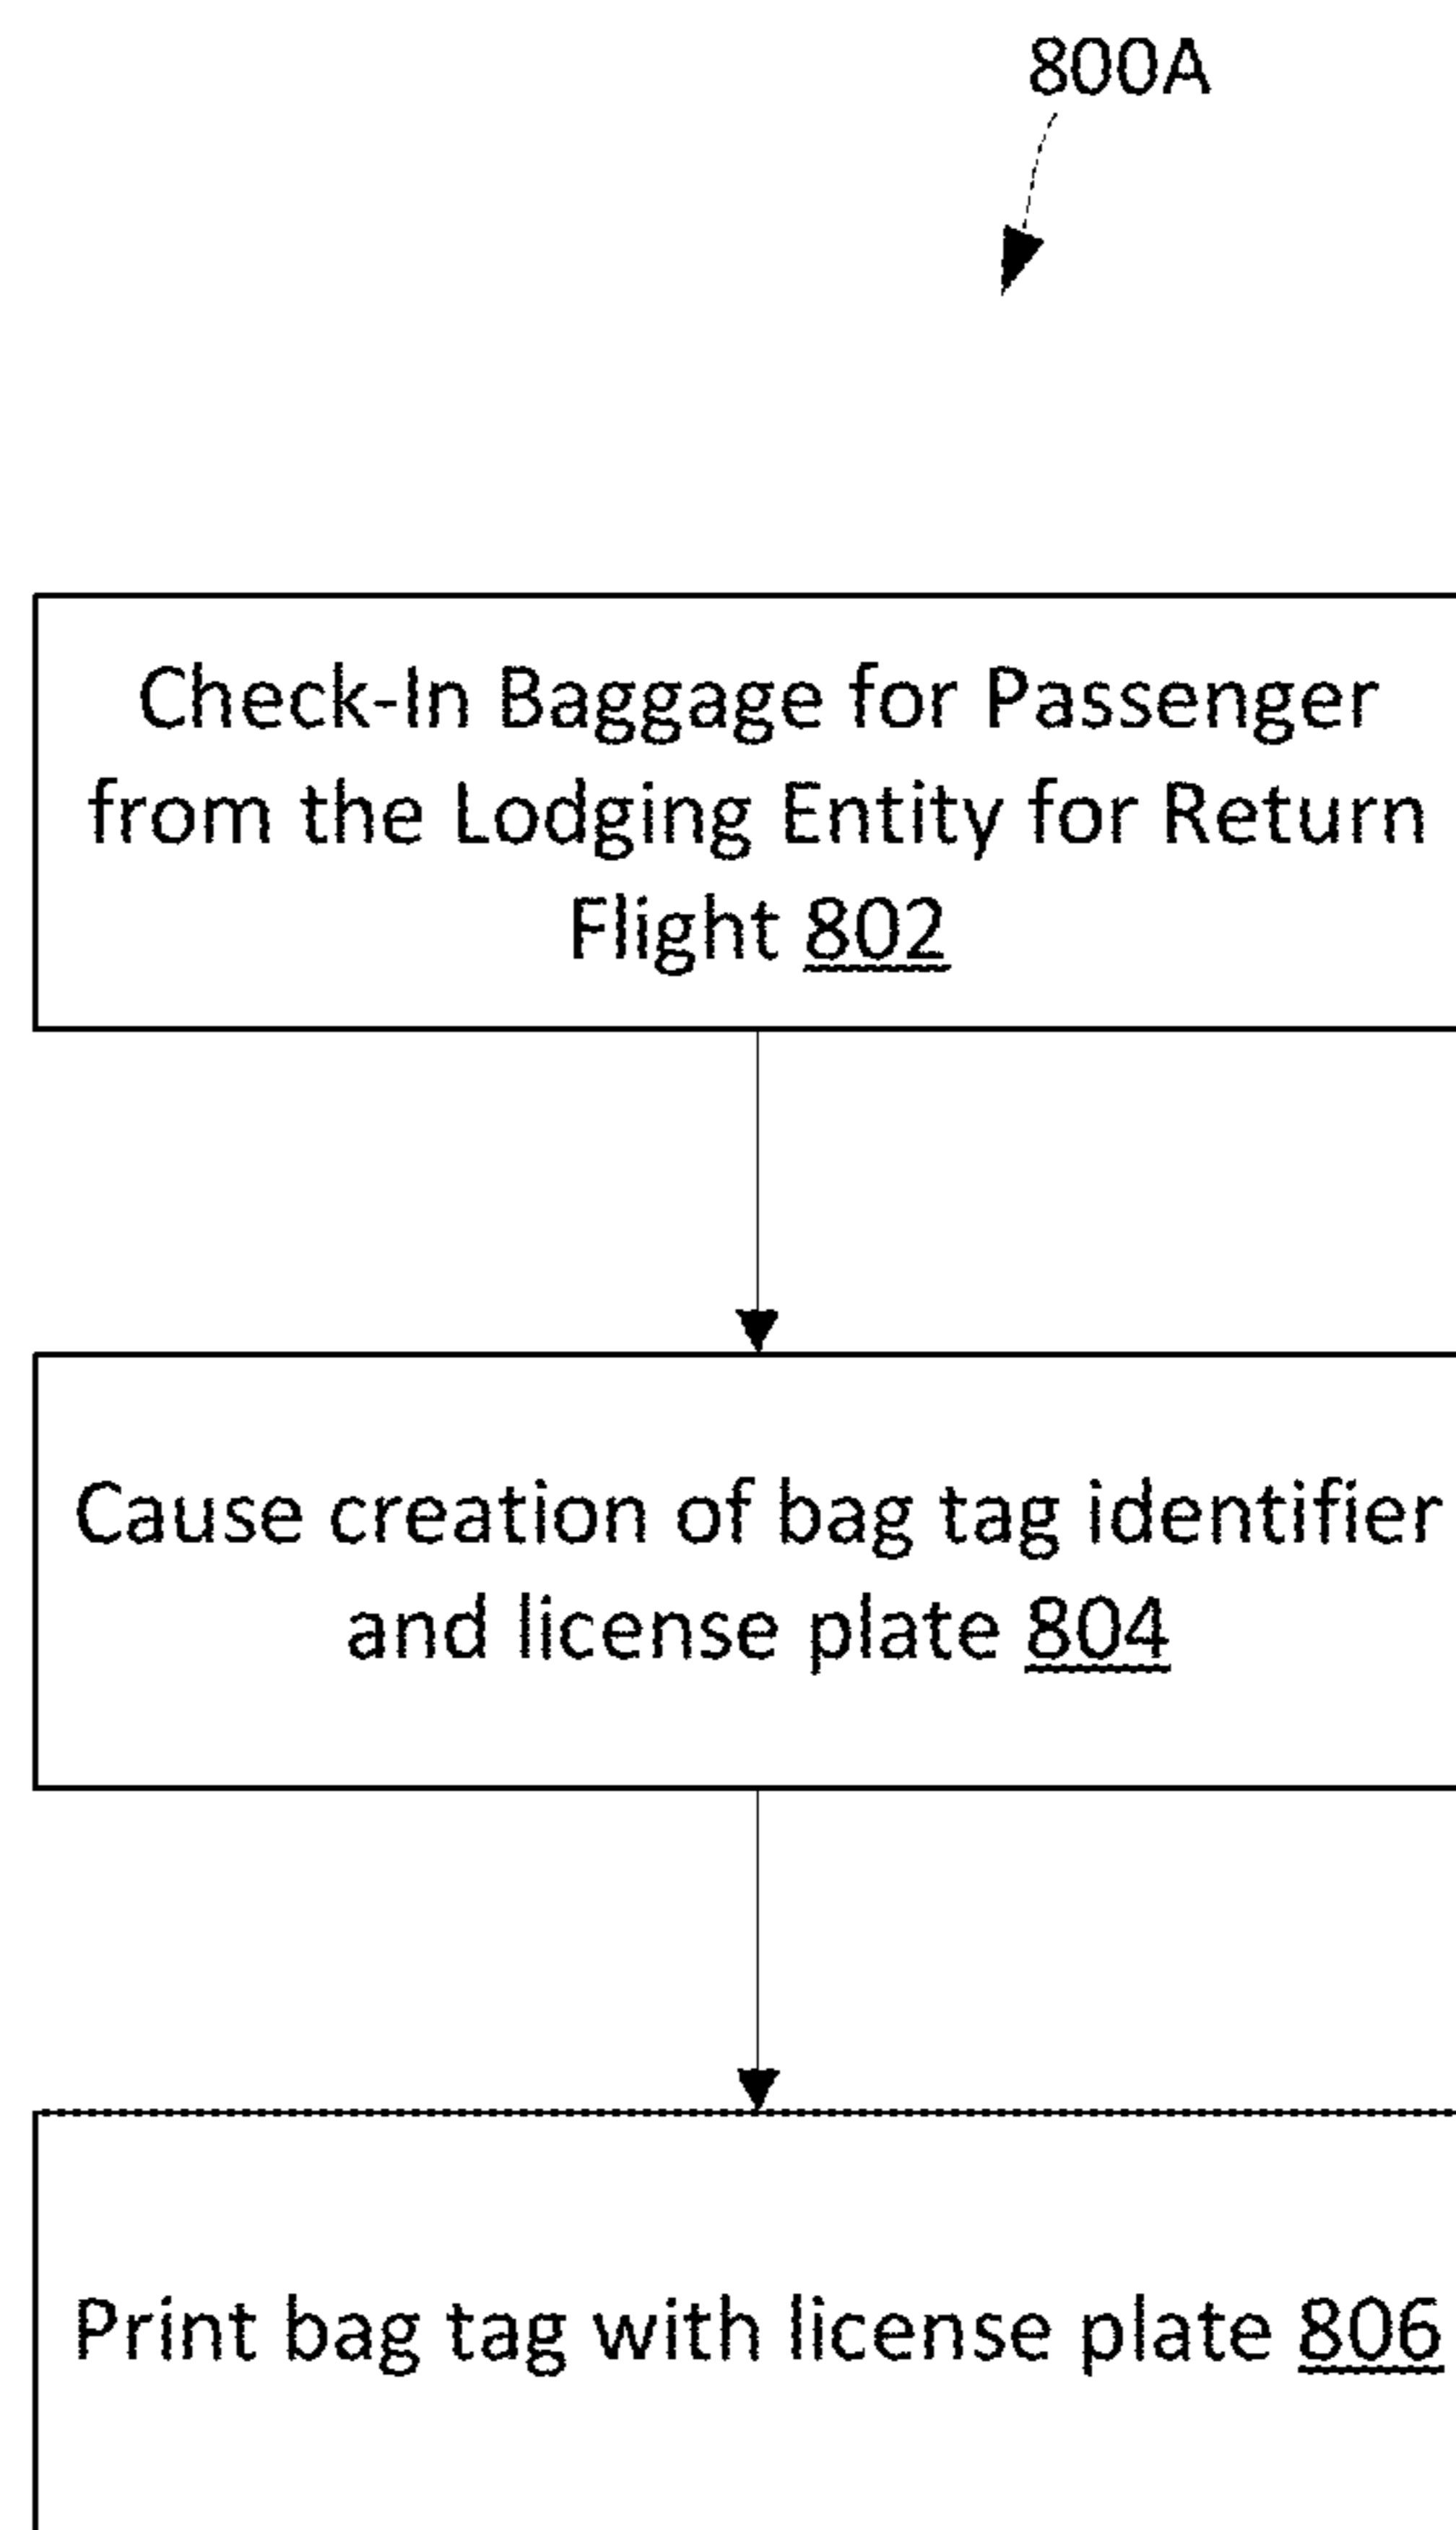 800A
Check-In Baggage for Passenger
from the Lodging Entity for Return
Flight 802
Cause creation of bag tag identifier
and license plate 804
Print bag tag with license plate 806